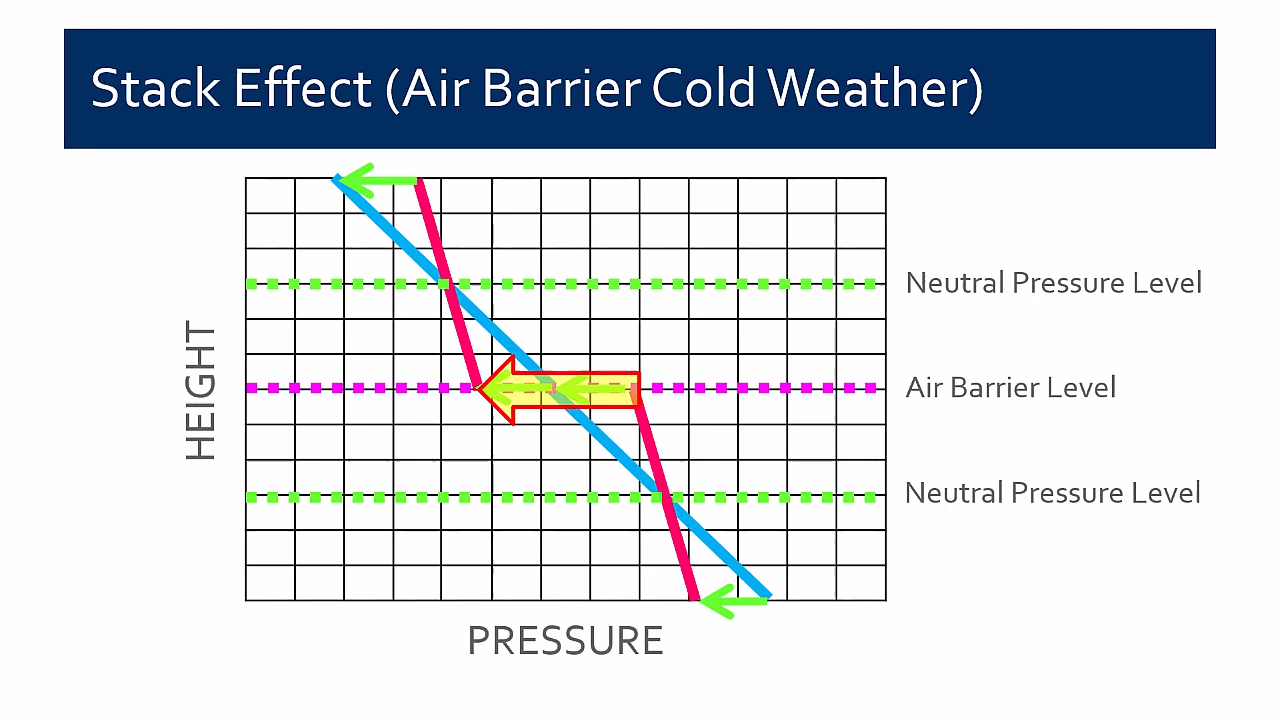 Stack Effect (Air Barrier Cold Weather)
Neutral Pressure Level
HEIGHT
Air Barrier Level
Neutral Pressure Level
PRESSURE